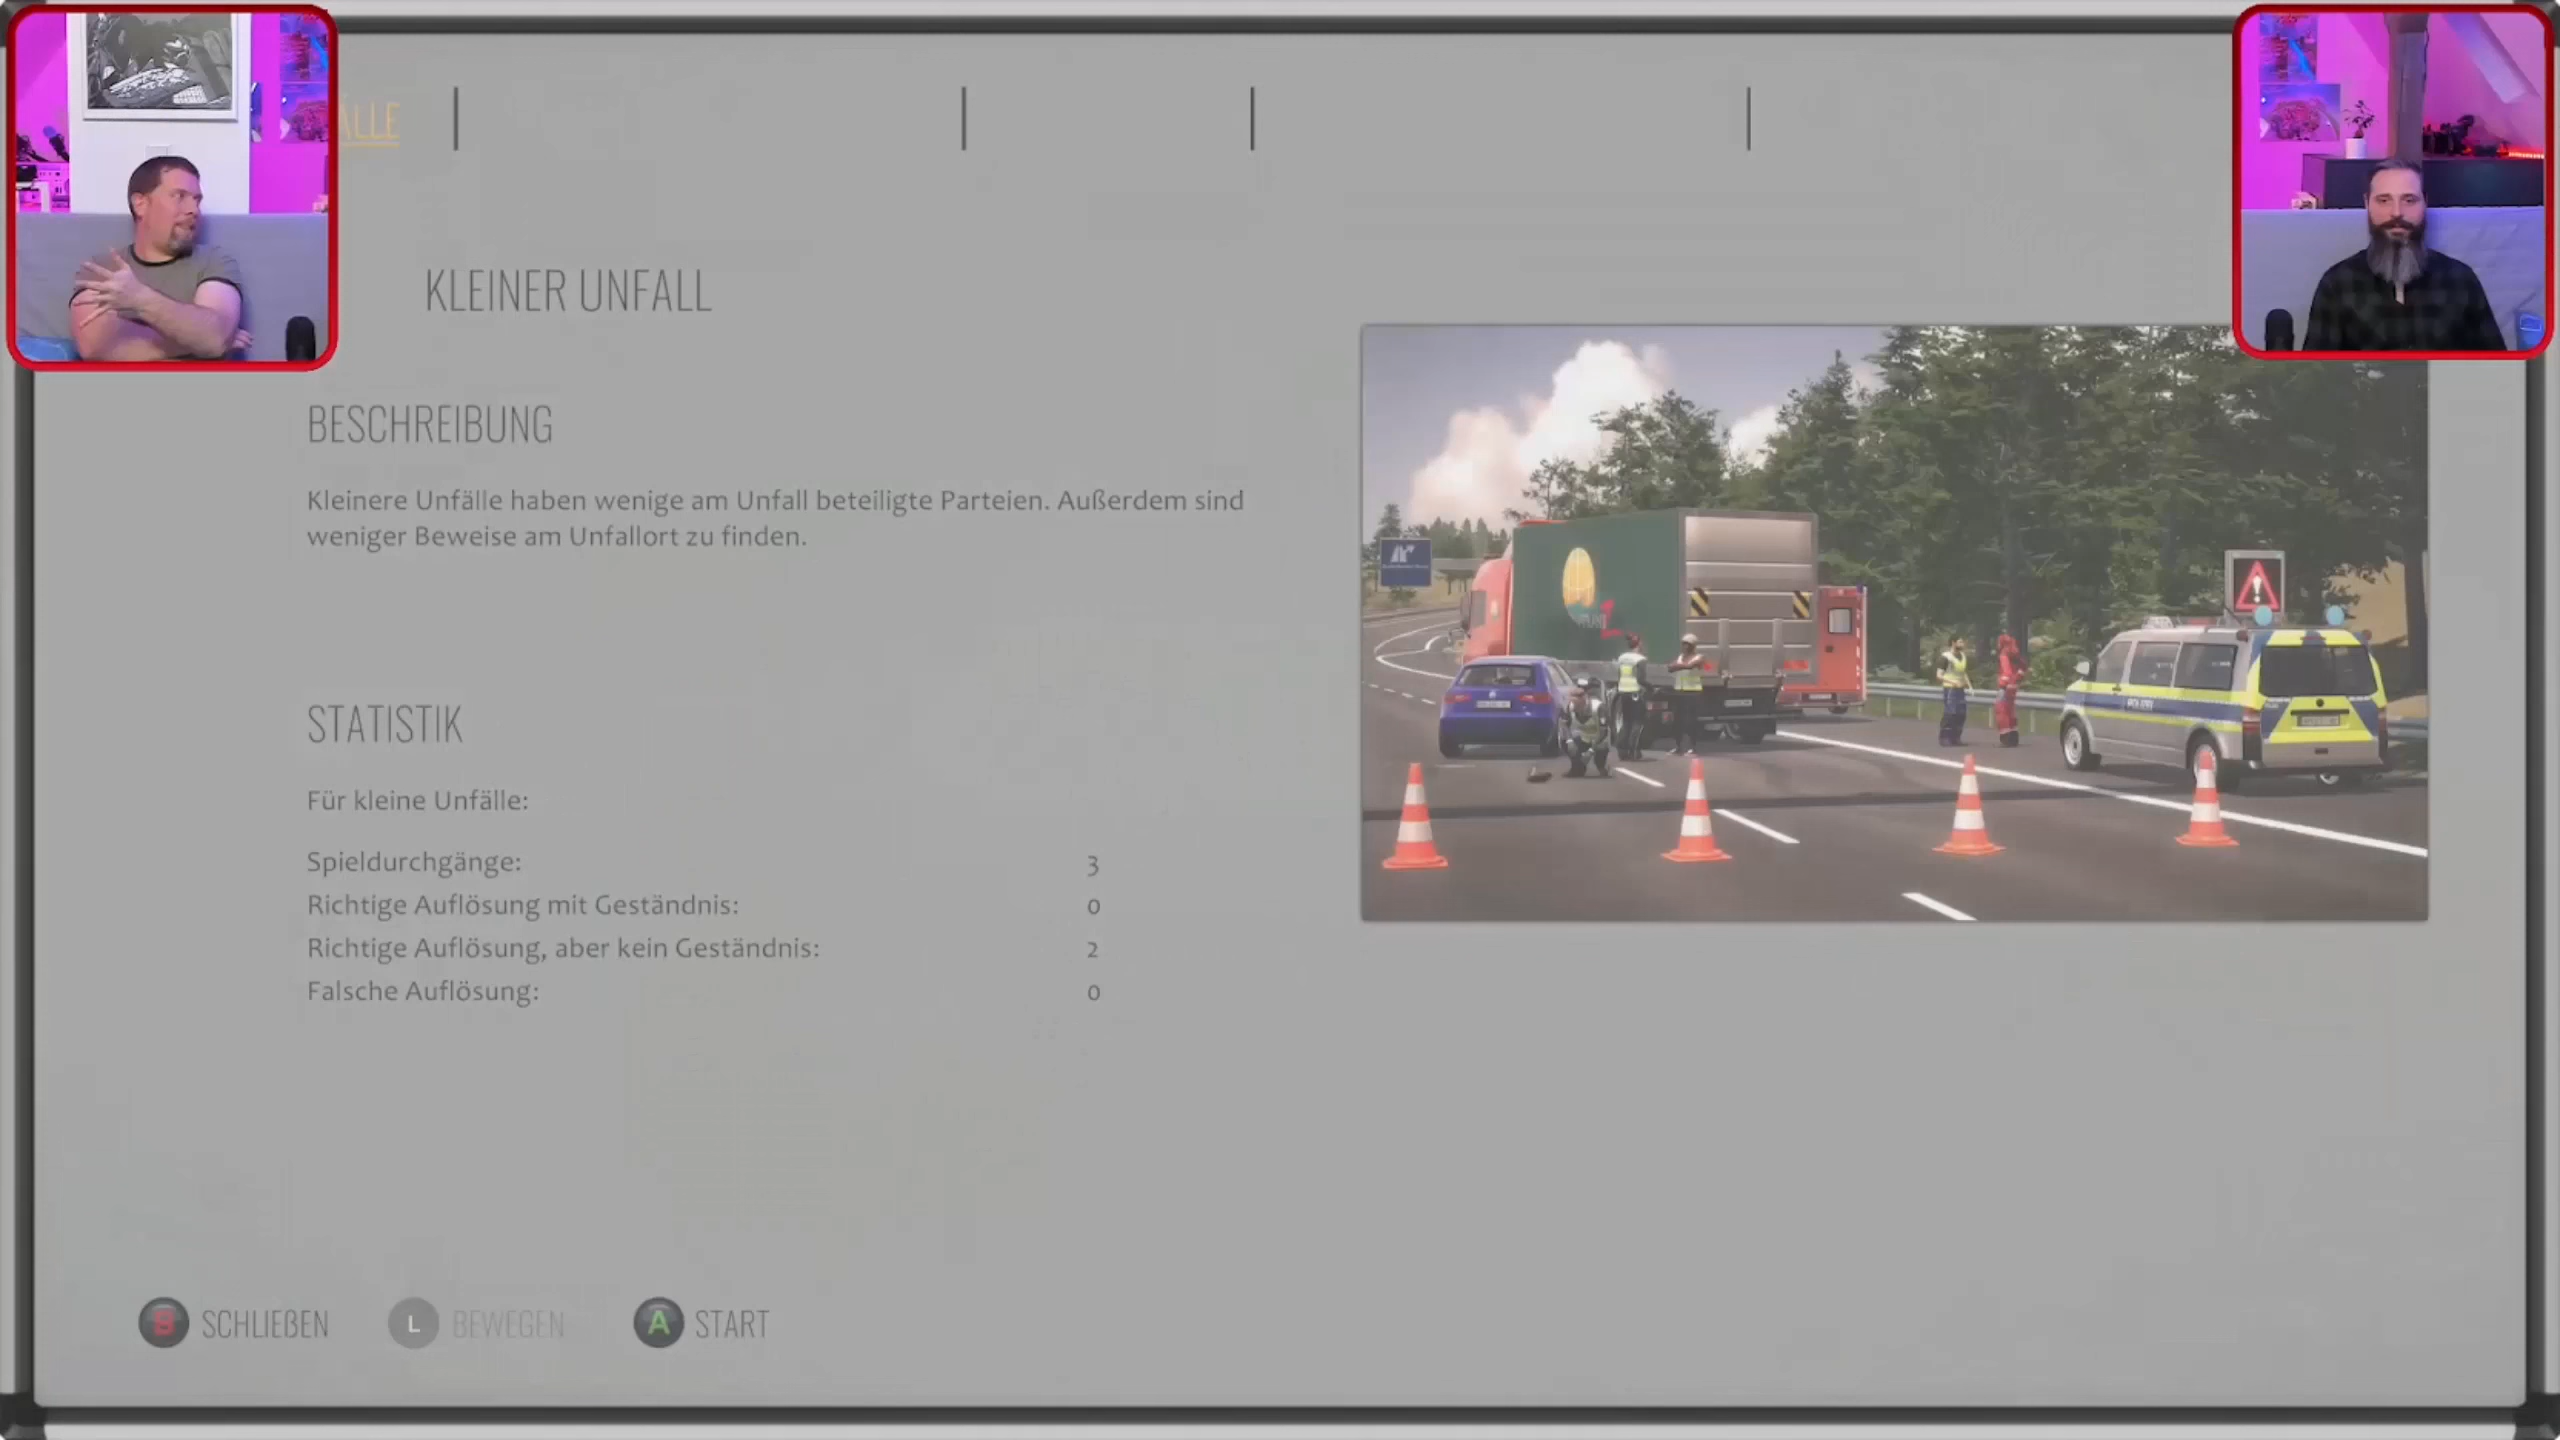 ÄLLE
KLEINER UNFALL
BESCHREIBUNG
Kleinere Unfälle haben wenige am Unfall beteiligte Parteien. Außerdem sind
weniger Beweise am Unfallort zu finden.
STATISTIK
Für kleine Unfälle:
Spieldurchgänge: 3
Richtige Auflösung mit Geständnis: 0
Richtige Auflösung, aber kein Geständnis: 2
Falsche Auflösung: 0
B SCHLIEẞEN L BEWEGEN A START